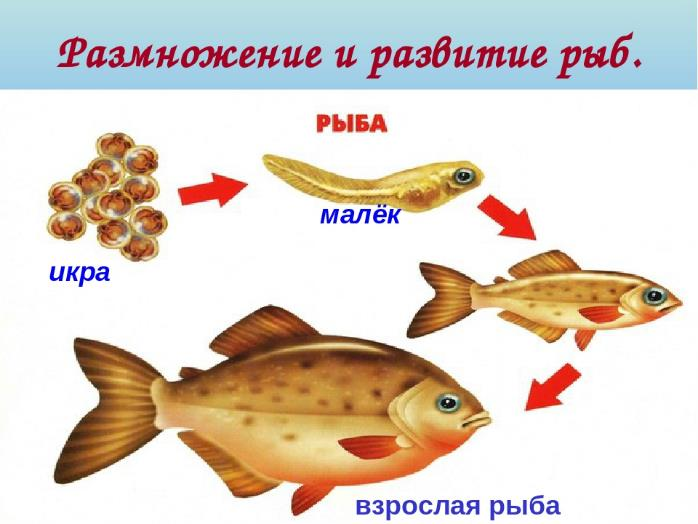 Размножение и развитие рыб.
РЫБА
малёк
икра
взрослая рыба